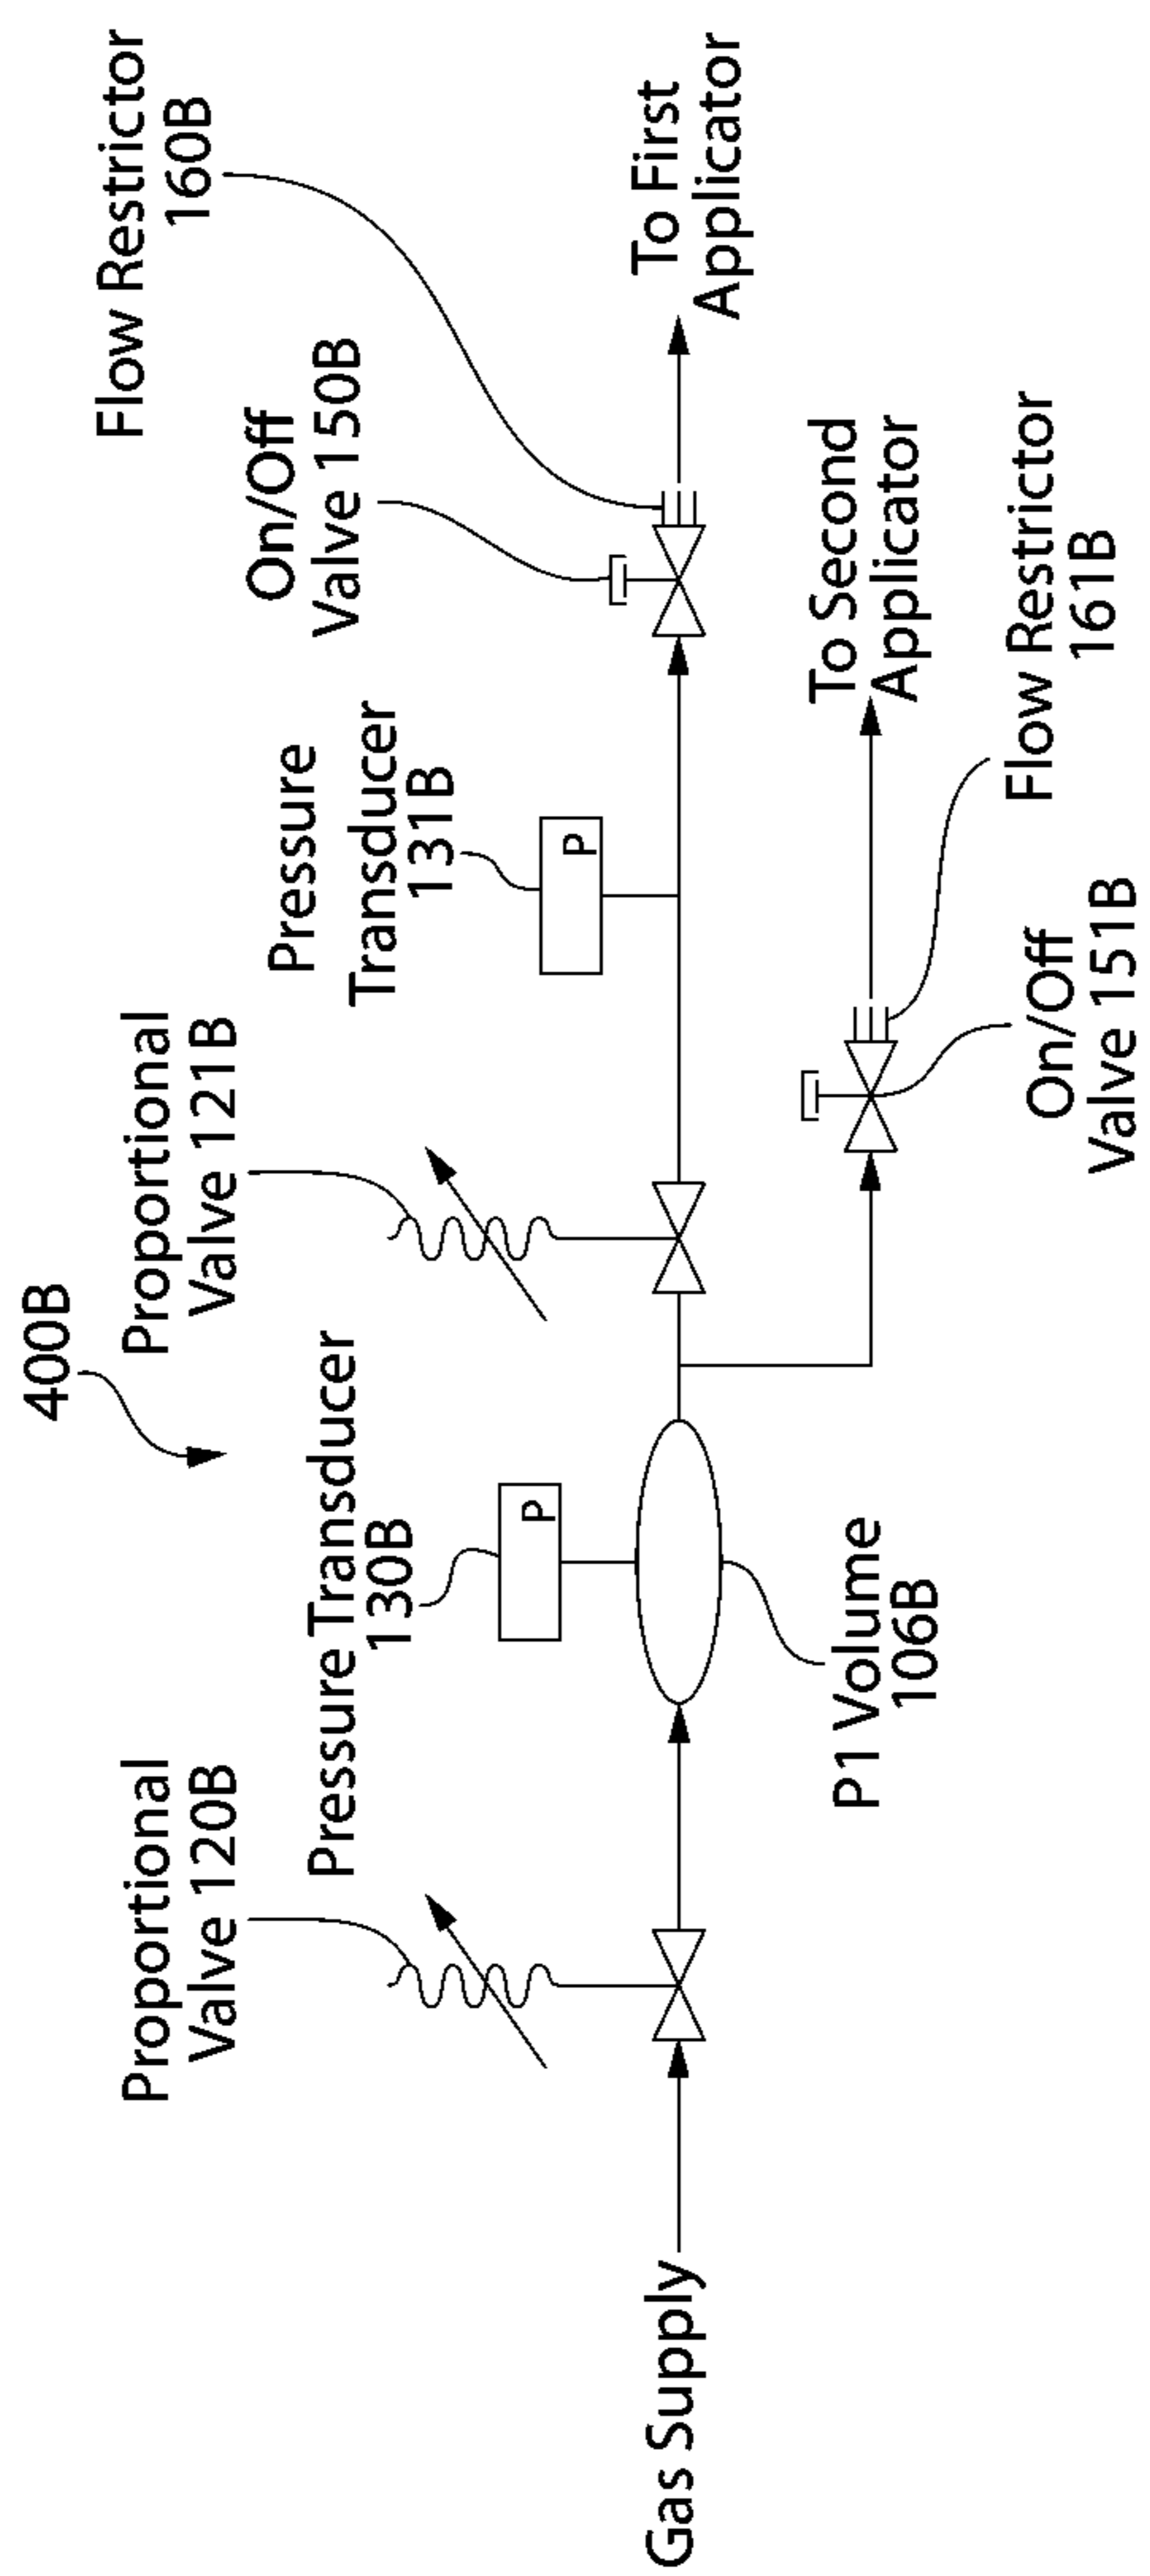 400B
Proportional
Valve 120B
Pressure Transducer
130B
P
Proportional
Valve 121B
Pressure
Transducer
131B
P
On/Off
Valve 150B
Flow Restrictor
160B
Gas Supply
P1 Volume
106B
To First
Applicator
To Second
Applicator
On/Off
Valve 151B
Flow Restrictor
161B